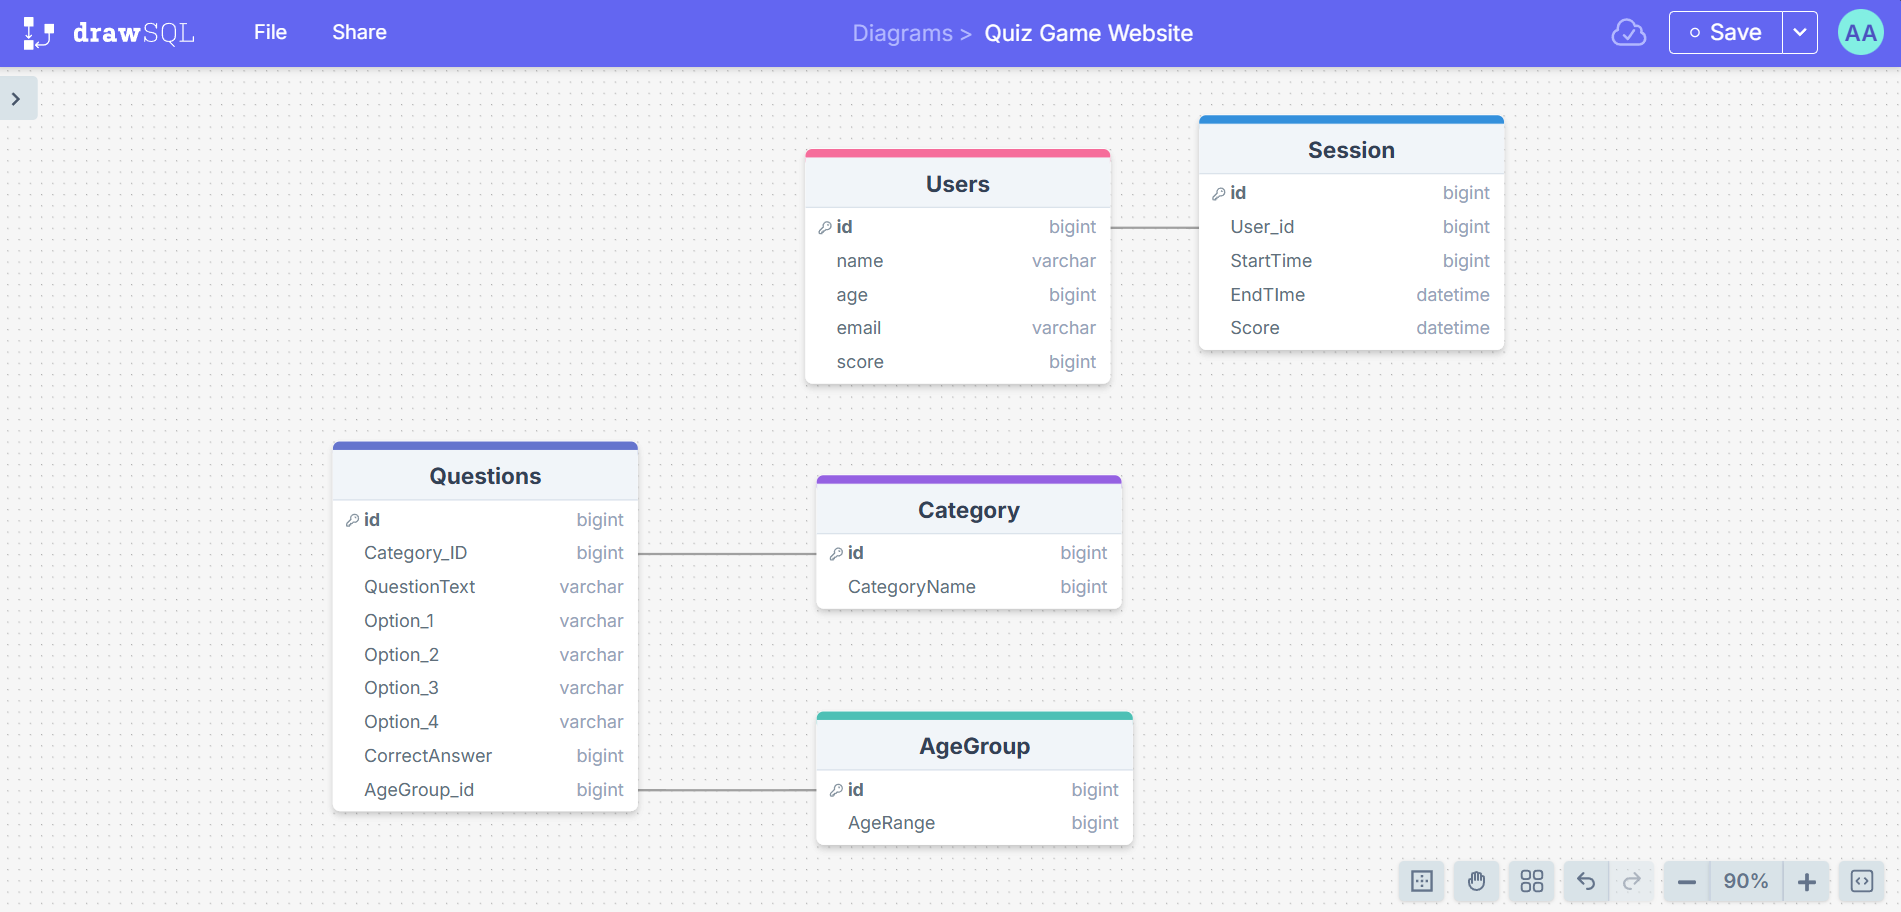 drawSQL File Share Diagrams > Quiz Game Website Save AA
Users
id bigint
name varchar
age bigint
email varchar
score bigint
Session
id bigint
User_id bigint
StartTime bigint
EndTIme datetime
Score datetime
Questions
id bigint
Category_ID bigint
QuestionText varchar
Option_1 varchar
Option_2 varchar
Option_3 varchar
Option_4 varchar
CorrectAnswer bigint
AgeGroup_id bigint
Category
id bigint
CategoryName bigint
AgeGroup
id bigint
AgeRange bigint
90%